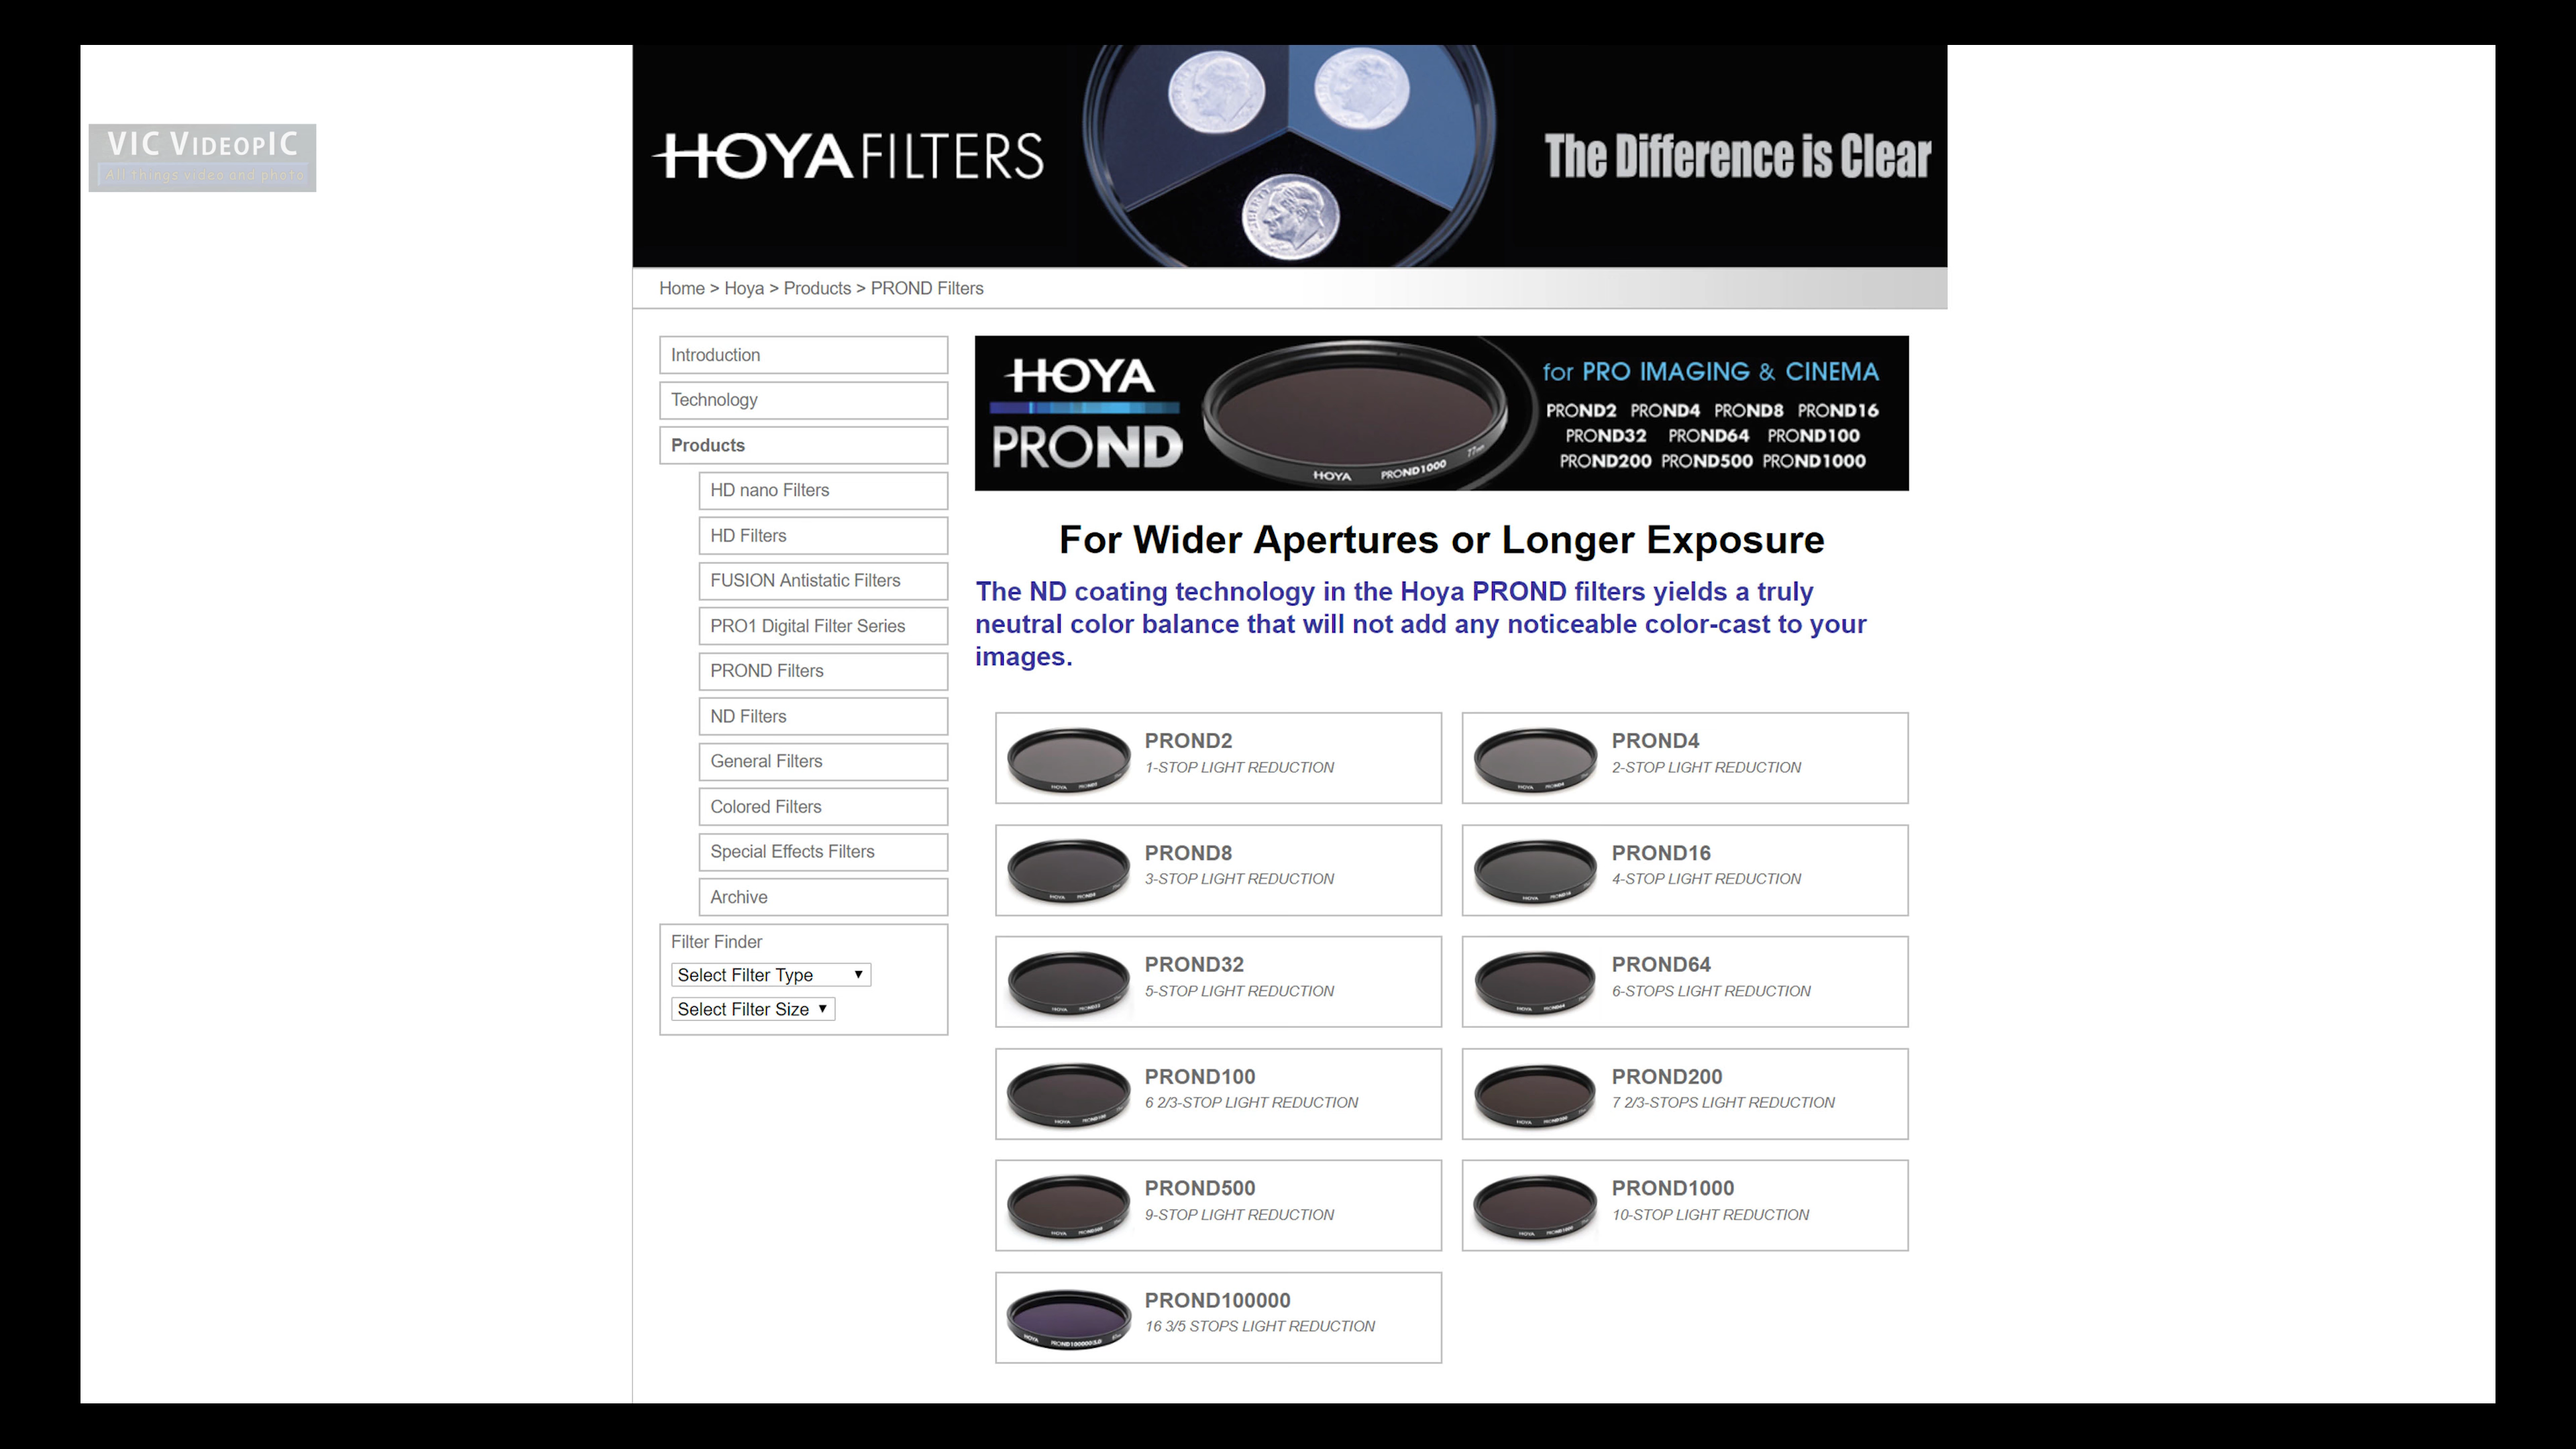 VIC VIDEOPIC
All things video and photo
HOYA FILTERS
The Difference is Clear
Home > Hoya > Products > PROND Filters
Introduction
Technology
Products
HD nano Filters
HD Filters
FUSION Antistatic Filters
PRO1 Digital Filter Series
PROND Filters
ND Filters
General Filters
Colored Filters
Special Effects Filters
Archive
Filter Finder
Select Filter Type
Select Filter Size
HOYA
PROND
HOYA PROND1000 77mm
for PRO IMAGING & CINEMA
PROND2 PROND4 PROND8 PROND16
PROND32 PROND64 PROND100
PROND200 PROND500 PROND1000
For Wider Apertures or Longer Exposure
The ND coating technology in the Hoya PROND filters yields a truly
neutral color balance that will not add any noticeable color-cast to your
images.
PROND2
1-STOP LIGHT REDUCTION
PROND4
2-STOP LIGHT REDUCTION
PROND8
3-STOP LIGHT REDUCTION
PROND16
4-STOP LIGHT REDUCTION
PROND32
5-STOP LIGHT REDUCTION
PROND64
6-STOPS LIGHT REDUCTION
PROND100
6 2/3-STOP LIGHT REDUCTION
PROND200
7 2/3-STOPS LIGHT REDUCTION
PROND500
9-STOP LIGHT REDUCTION
PROND1000
10-STOP LIGHT REDUCTION
PROND100000
16 3/5 STOPS LIGHT REDUCTION